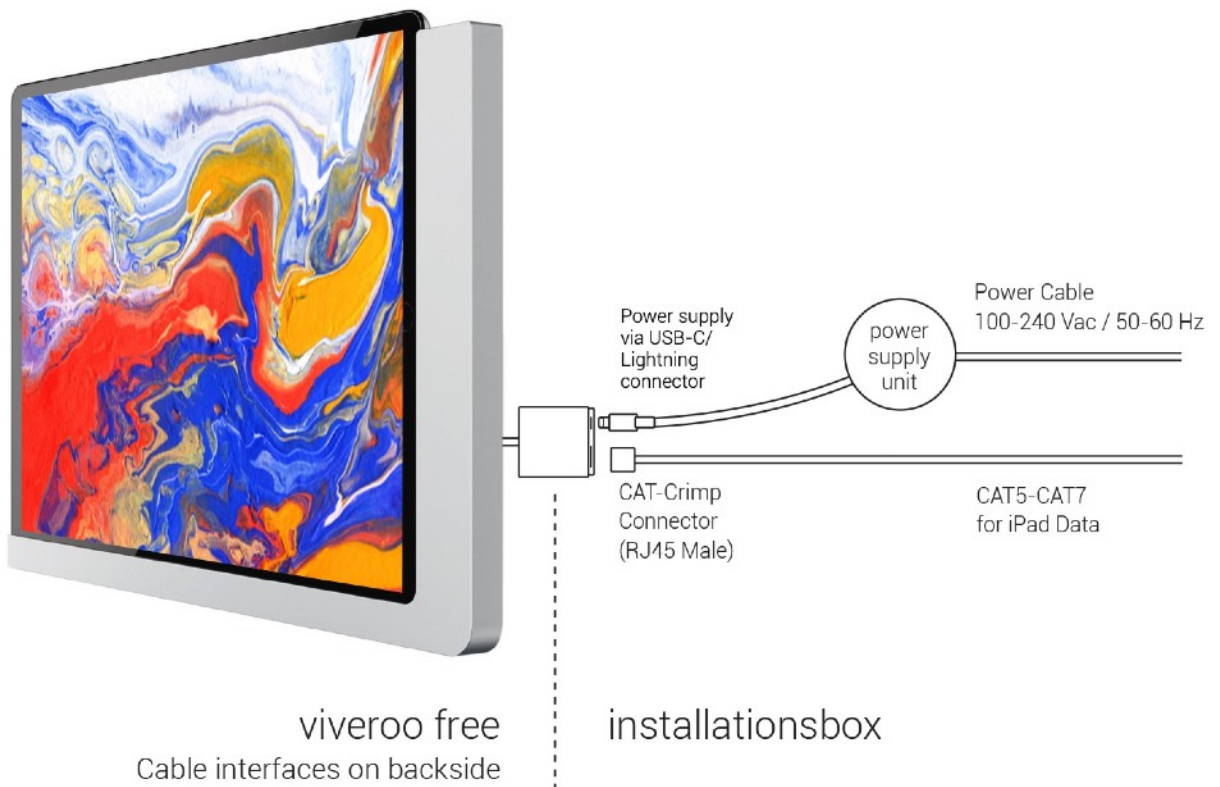 Power supply
via USB-C/
Lightning
connector
power
supply
unit
Power Cable
100-240 Vac / 50-60 Hz
CAT-Crimp
Connector
(RJ45 Male)
CAT5-CAT7
for iPad Data
viveroo free
Cable interfaces on backside
installationsbox